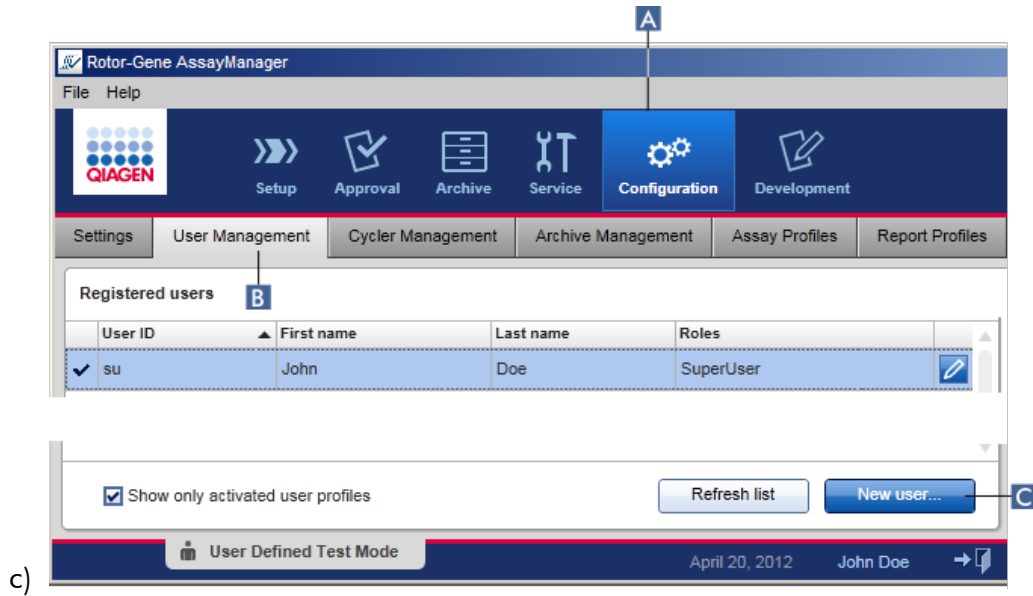 A
Rotor-Gene AssayManager
File Help
QIAGEN
Setup Approval Archive Service Configuration Development
Settings User Management Cycler Management Archive Management Assay Profiles Report Profiles
Registered users B
User ID First name Last name Roles
su John Doe SuperUser
Show only activated user profiles Refresh list New user... C
User Defined Test Mode April 20, 2012 John Doe
c)